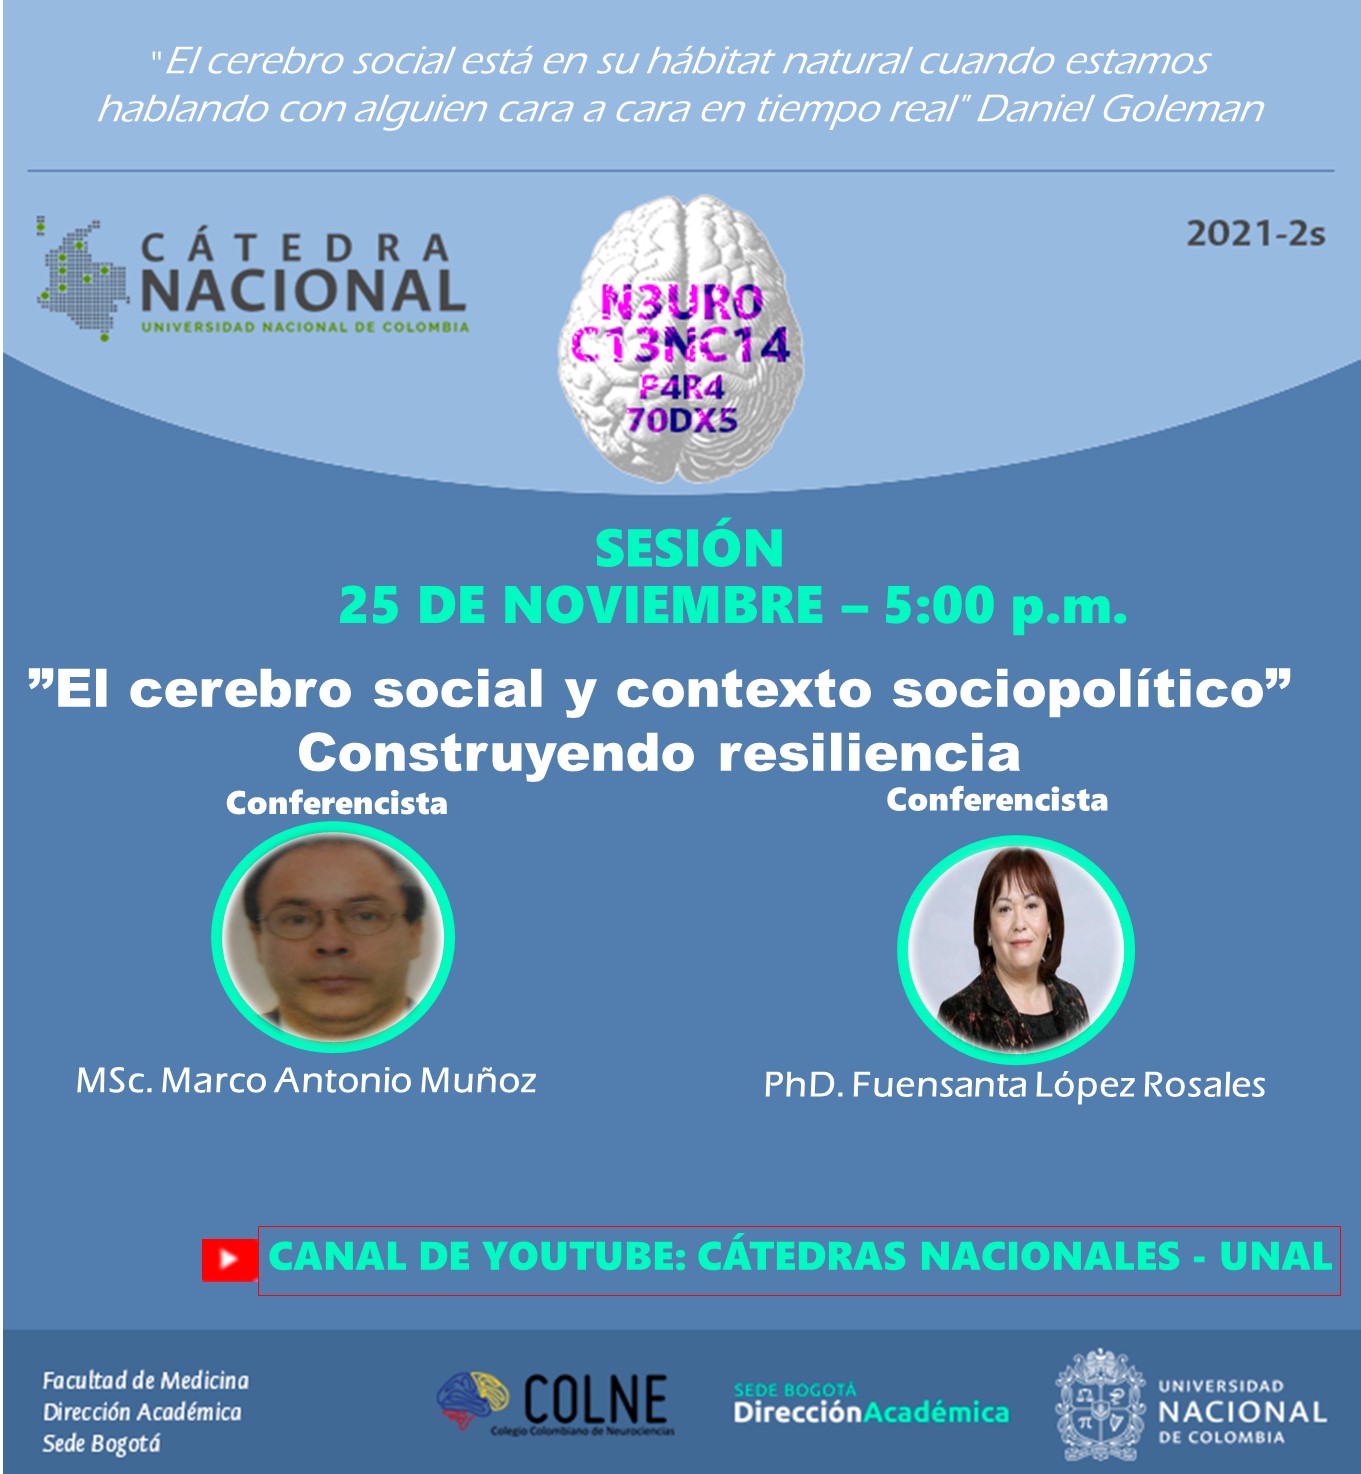 "El cerebro social está en su hábitat natural cuando estamos
hablando con alguien cara a cara en tiempo real" Daniel Goleman
CÁTEDRA
NACIONAL
UNIVERSIDAD NACIONAL DE COLOMBIA
2021-2s
N3UR0
C13NC14
P4R4
70DX5
SESIÓN
25 DE NOVIEMBRE – 5:00 p.m.
”El cerebro social y contexto sociopolítico”
Construyendo resiliencia
Conferencista
MSc. Marco Antonio Muñoz
Conferencista
PhD. Fuensanta López Rosales
CANAL DE YOUTUBE: CÁTEDRAS NACIONALES - UNAL
Facultad de Medicina
Dirección Académica
Sede Bogotá
COLNE
Colegio Colombiano de Neurociencias
SEDE BOGOTÁ
DirecciónAcadémica
UNIVERSIDAD
NACIONAL
DE COLOMBIA